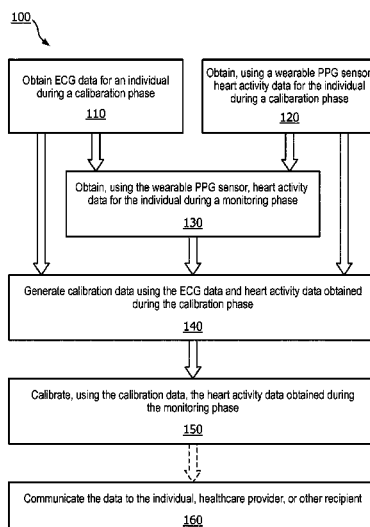 100
Obtain ECG data for an individual
during a calibaration phase
110
Obtain, using a wearable PPG sensor,
heart activity data for the individual
during a calibaration phase
120
Obtain, using the wearable PPG sensor, heart activity
data for the individual during a monitoring phase
130
Generate calibration data using the ECG data and heart activity data obtained
during the calibration phase
140
Calibrate, using the calibration data, the heart activity data obtained during
the monitoring phase
150
Communicate the data to the individual, healthcare provider, or other recipient
160